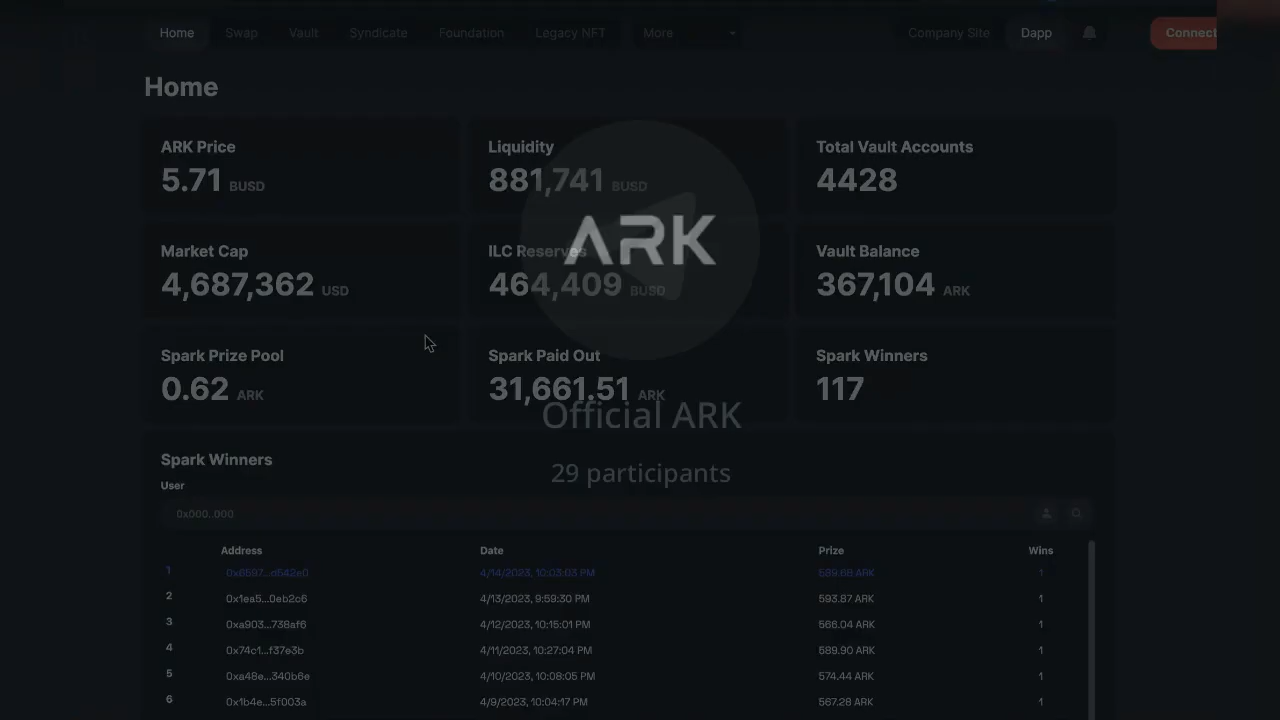 Home Swap Vault Syndicate Foundation Legacy NFT More Company Site Dapp Connect
Home
ARK Price Liquidity Total Vault Accounts
5.71 BUSD 881,741 BUSD 4428
ARK
Market Cap ILC Reserves Vault Balance
4,687,362 USD 464,409 BUSD 367,104 ARK
Spark Prize Pool Spark Paid Out Spark Winners
0.62 ARK 31,661.51 ARK 117
Official ARK
29 participants
Spark Winners
User
0x000..000
Address Date Prize Wins
1 0x6597...d542e0 4/14/2023, 10:03:03 PM 589.68 ARK 1
2 0x1ea5...0eb2c6 4/13/2023, 9:59:30 PM 593.87 ARK 1
3 0xa903...738af6 4/12/2023, 10:15:01 PM 566.04 ARK 1
4 0x74c1...f37e3b 4/11/2023, 10:27:04 PM 589.90 ARK 1
5 0xa48e...340b6e 4/10/2023, 10:08:05 PM 574.44 ARK 1
6 0x1b4e...5f003a 4/9/2023, 10:04:17 PM 567.28 ARK 1